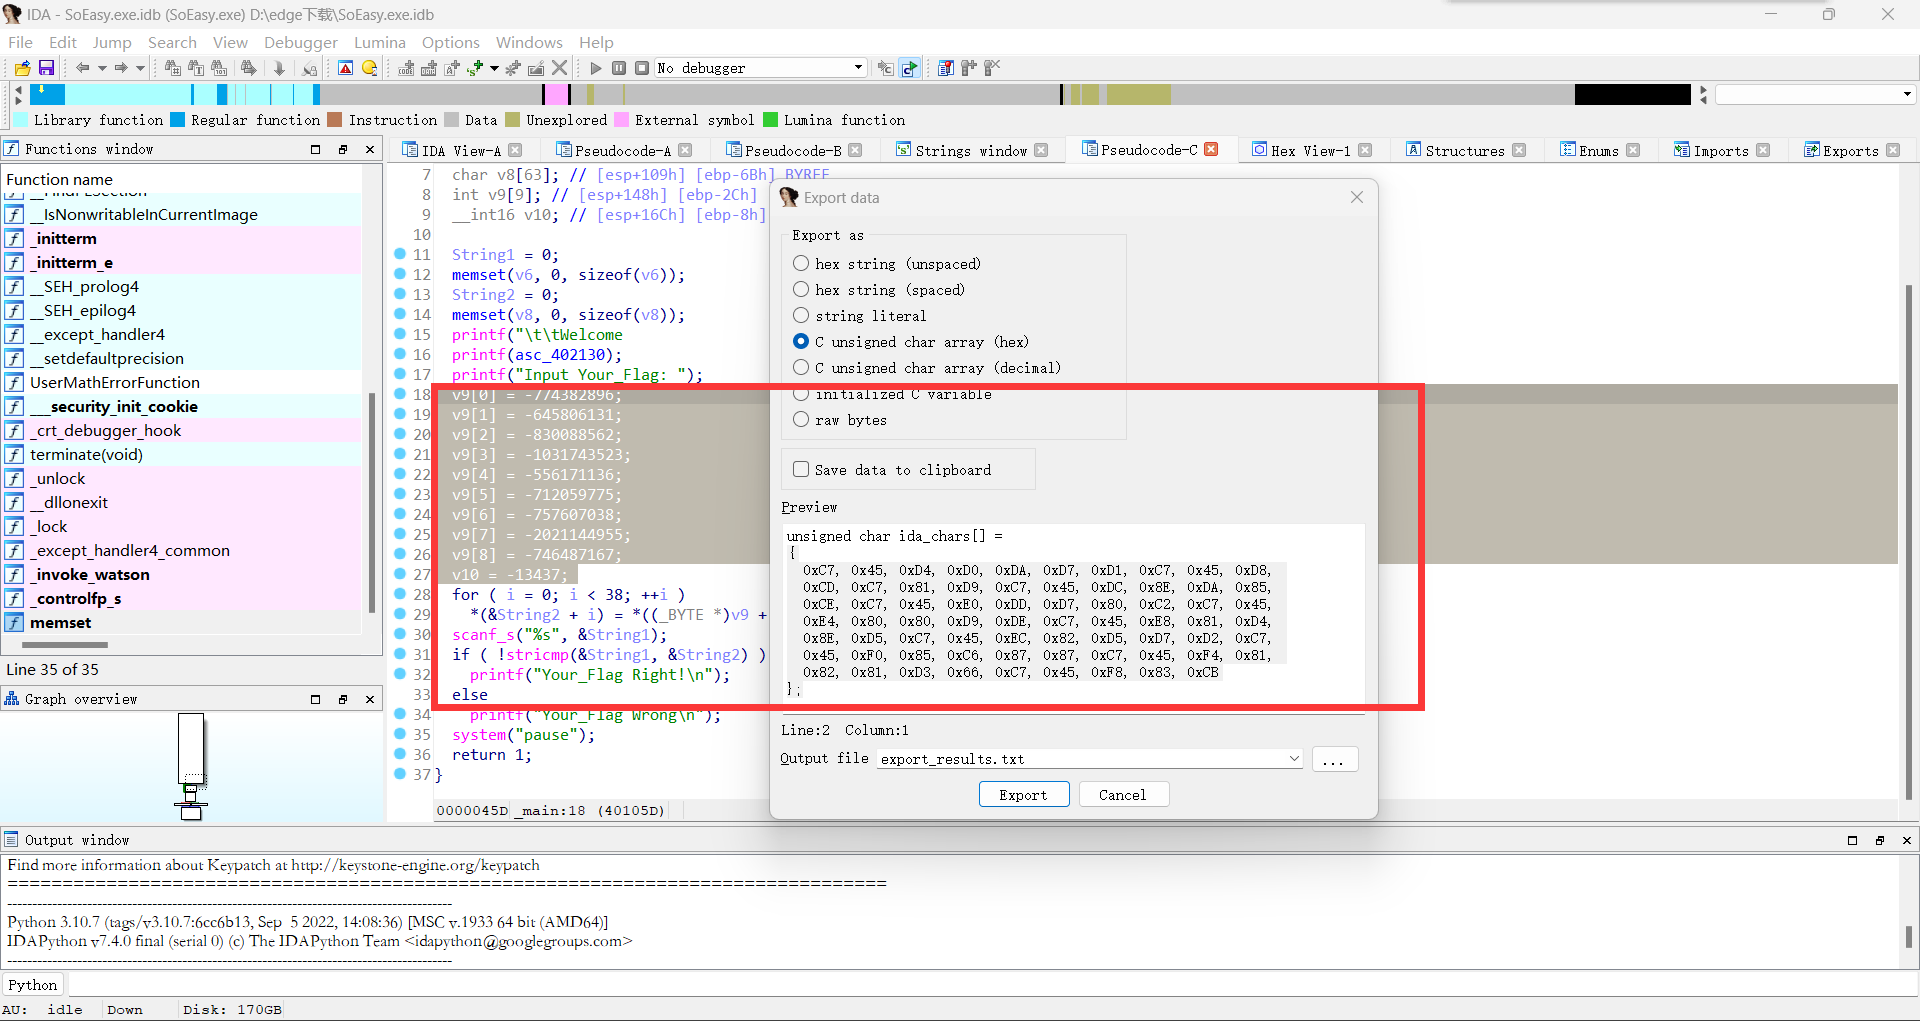 IDA - SoEasy.exe.idb (SoEasy.exe) D:\edge下载\SoEasy.exe.idb
File Edit Jump Search View Debugger Lumina Options Windows Help
No debugger
Library function Regular function Instruction Data Unexplored External symbol Lumina function
Functions window
IDA View-A Pseudocode-A Pseudocode-B Strings window Pseudocode-C Hex View-1 Structures Enums Imports Exports
Function name
__FindPESection
__IsNonwritableInCurrentImage
_initterm
_initterm_e
__SEH_prolog4
__SEH_epilog4
__except_handler4
__setdefaultprecision
UserMathErrorFunction
___security_init_cookie
_crt_debugger_hook
terminate(void)
_unlock
__dllonexit
_lock
_except_handler4_common
_invoke_watson
_controlfp_s
memset
Line 35 of 35
Graph overview
7 char v8[63]; // [esp+109h] [ebp-6Bh] BYREF
8 int v9[9]; // [esp+148h] [ebp-2Ch]
9 __int16 v10; // [esp+16Ch] [ebp-8h]
10
11 String1 = 0;
12 memset(v6, 0, sizeof(v6));
13 String2 = 0;
14 memset(v8, 0, sizeof(v8));
15 printf("\t\tWelcome
16 printf(asc_402130);
17 printf("Input Your_Flag: ");
18 v9[0] = -774382896;
19 v9[1] = -645806131;
20 v9[2] = -830088562;
21 v9[3] = -1031743523;
22 v9[4] = -556171136;
23 v9[5] = -712059775;
24 v9[6] = -757607038;
25 v9[7] = -2021144955;
26 v9[8] = -746487167;
27 v10 = -13437;
28 for ( i = 0; i < 38; ++i )
29 *(&String2 + i) = *((_BYTE *)v9 +
30 scanf_s("%s", &String1);
31 if ( !stricmp(&String1, &String2) )
32 printf("Your_Flag Right!\n");
33 else
34 printf("Your_Flag Wrong\n");
35 system("pause");
36 return 1;
37 }
0000045D _main:18 (40105D)
Export data
Export as
hex string (unspaced)
hex string (spaced)
string literal
C unsigned char array (hex)
C unsigned char array (decimal)
initialized C variable
raw bytes
Save data to clipboard
Preview
unsigned char ida_chars[] =
{
0xC7, 0x45, 0xD4, 0xD0, 0xDA, 0xD7, 0xD1, 0xC7, 0x45, 0xD8,
0xCD, 0xC7, 0x81, 0xD9, 0xC7, 0x45, 0xDC, 0x8E, 0xDA, 0x85,
0xCE, 0xC7, 0x45, 0xE0, 0xDD, 0xD7, 0x80, 0xC2, 0xC7, 0x45,
0xE4, 0x80, 0x80, 0xD9, 0xDE, 0xC7, 0x45, 0xE8, 0x81, 0xD4,
0x8E, 0xD5, 0xC7, 0x45, 0xEC, 0x82, 0xD5, 0xD7, 0xD2, 0xC7,
0x45, 0xF0, 0x85, 0xC6, 0x87, 0x87, 0xC7, 0x45, 0xF4, 0x81,
0x82, 0x81, 0xD3, 0x66, 0xC7, 0x45, 0xF8, 0x83, 0xCB
};
Line:2 Column:1
Output file export_results.txt ...
Export Cancel
Output window
Find more information about Keypatch at http://keystone-engine.org/keypatch
Python 3.10.7 (tags/v3.10.7:6cc6b13, Sep 5 2022, 14:08:36) [MSC v.1933 64 bit (AMD64)]
IDAPython v7.4.0 final (serial 0) (c) The IDAPython Team <idapython@googlegroups.com>
Python
AU: idle Down Disk: 170GB